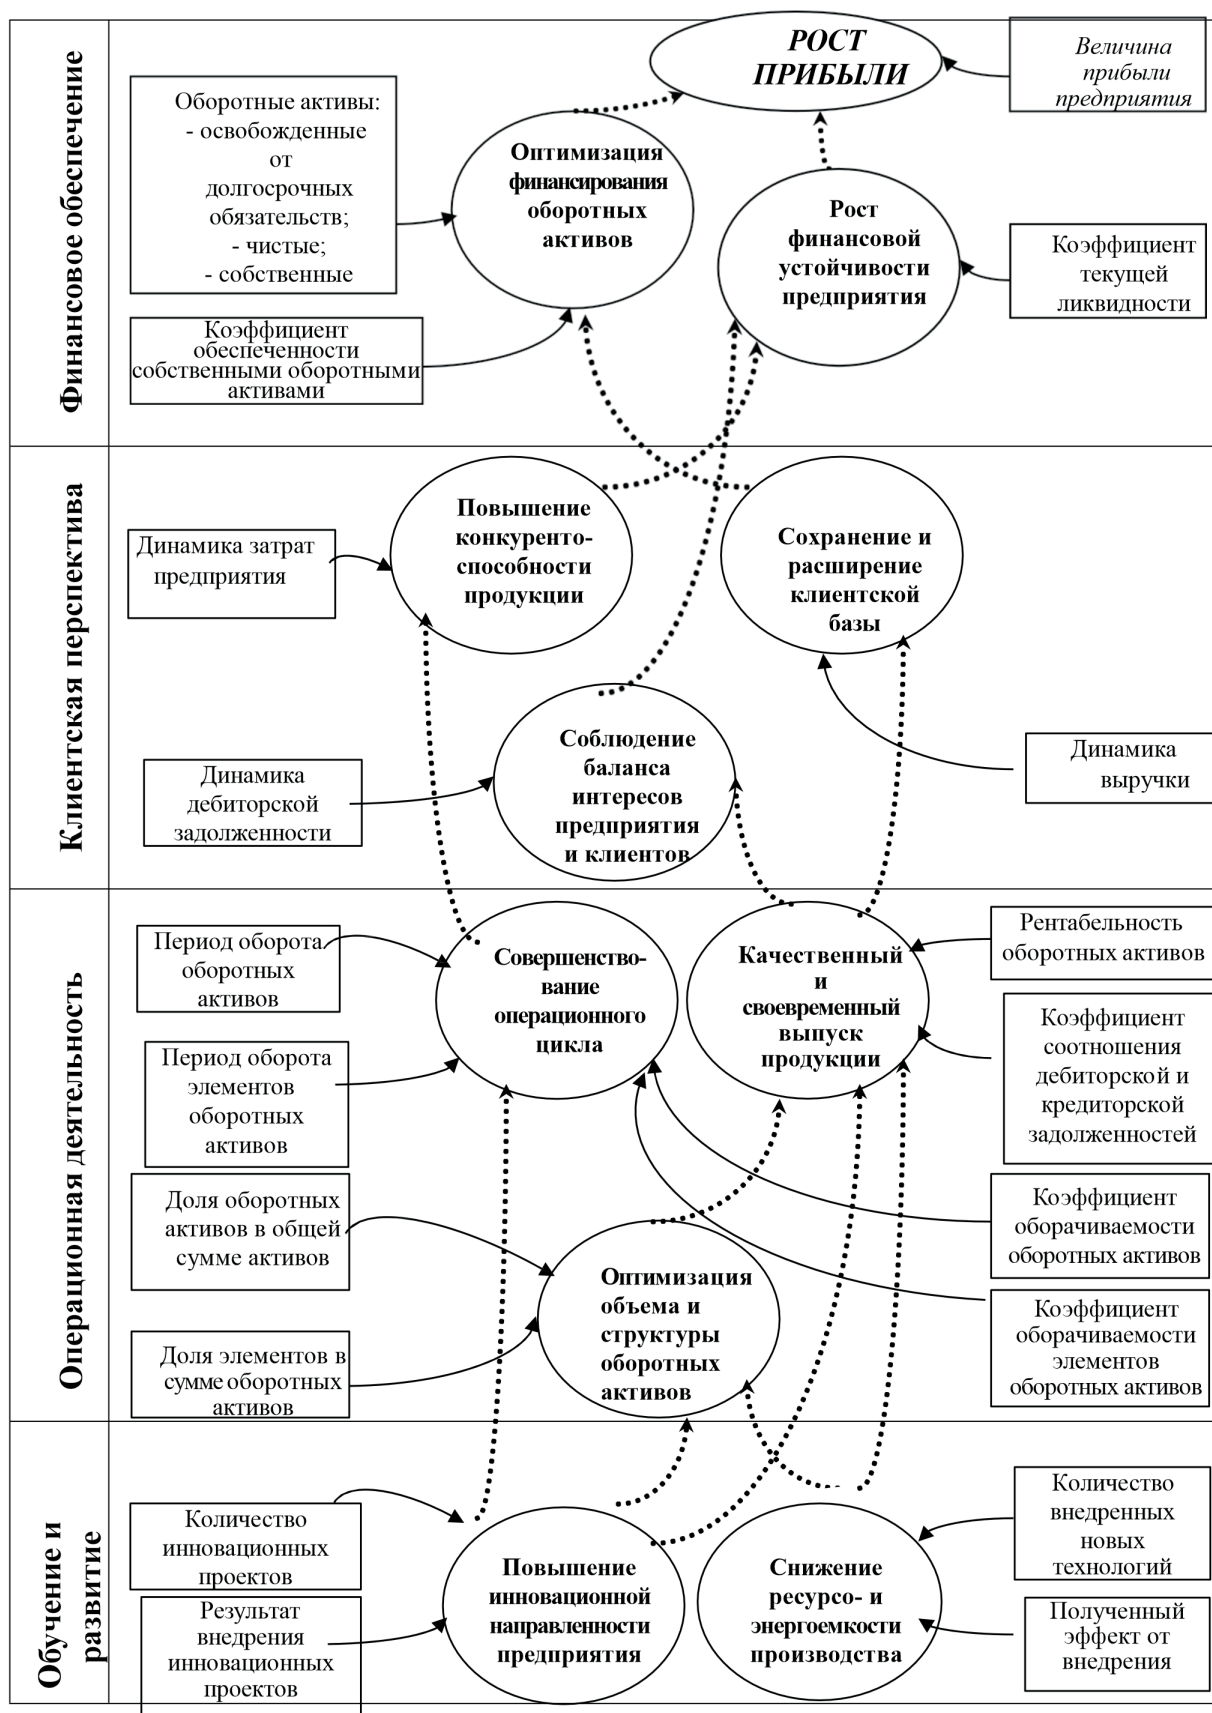 Финансовое обеспечение
РОСТ
ПРИБЫЛИ
Величина
прибыли
предприятия
Оборотные активы:
- освобожденные
от
долгосрочных
обязательств;
- чистые;
- собственные
Оптимизация
финансирования
оборотных
активов
Рост
финансовой
устойчивости
предприятия
Коэффициент
текущей
ликвидности
Коэффициент
обеспеченности
собственными оборотными
активами
Клиентская перспектива
Повышение
конкуренто-
способности
продукции
Сохранение и
расширение
клиентской
базы
Динамика затрат
предприятия
Соблюдение
баланса
интересов
предприятия
и клиентов
Динамика
выручки
Динамика
дебиторской
задолженности
Операционная деятельность
Период оборота
оборотных
активов
Совершенство-
вание
операционного
цикла
Качественный
и
своевременный
выпуск
продукции
Рентабельность
оборотных активов
Коэффициент
соотношения
дебиторской и
кредиторской
задолженностей
Период оборота
элементов
оборотных
активов
Доля оборотных
активов в общей
сумме активов
Коэффициент
оборачиваемости
оборотных активов
Оптимизация
объема и
структуры
оборотных
активов
Коэффициент
оборачиваемости
элементов
оборотных активов
Доля элементов в
сумме оборотных
активов
Обучение и
развитие
Количество
инновационных
проектов
Результат
внедрения
инновационных
проектов
Повышение
инновационной
направленности
предприятия
Снижение
ресурсо- и
энергоемкости
производства
Количество
внедренных
новых
технологий
Полученный
эффект от
внедрения